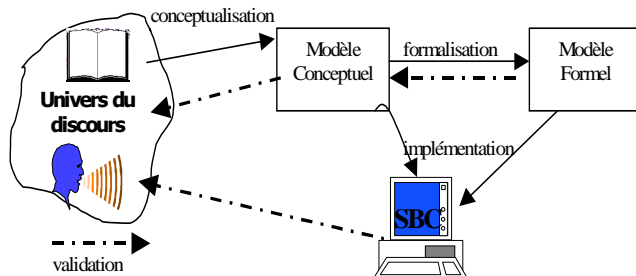 conceptualisation
Modèle
Conceptuel
formalisation
Modèle
Formel
Univers du
discours
implémentation
SBC
validation